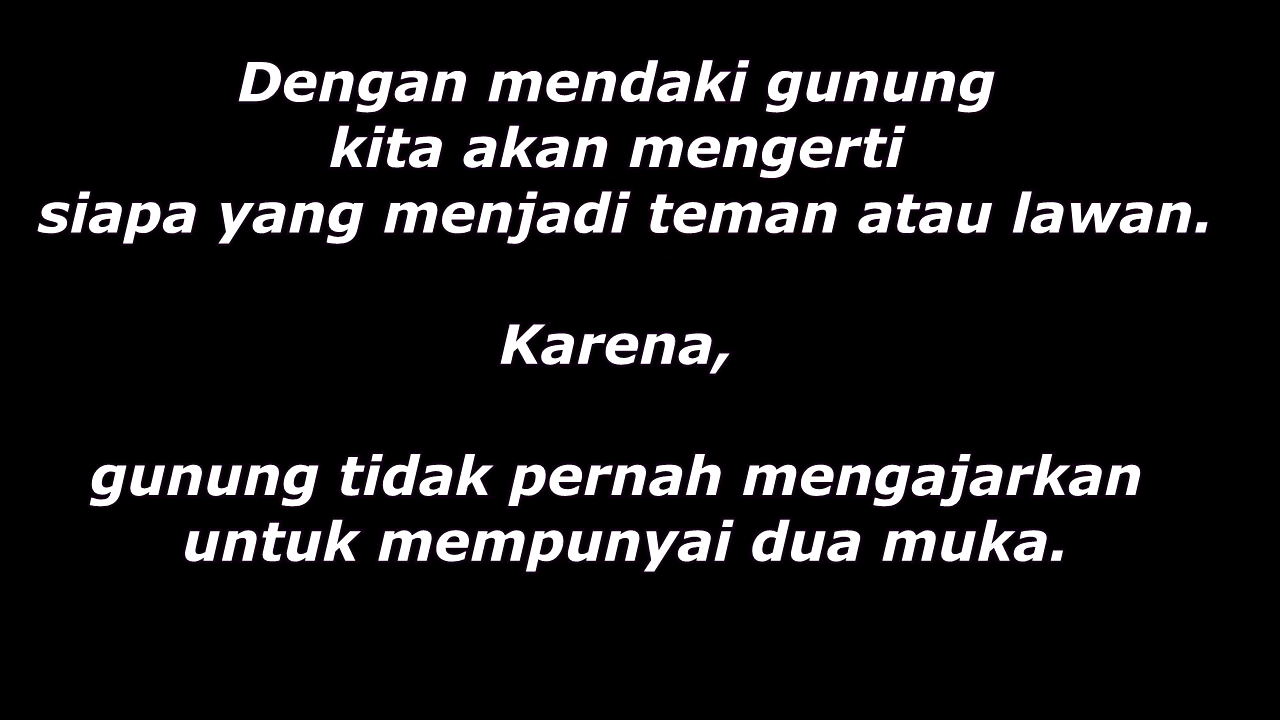 Dengan mendaki gunung
kita akan mengerti
siapa yang menjadi teman atau lawan.
Karena,
gunung tidak pernah mengajarkan
untuk mempunyai dua muka.